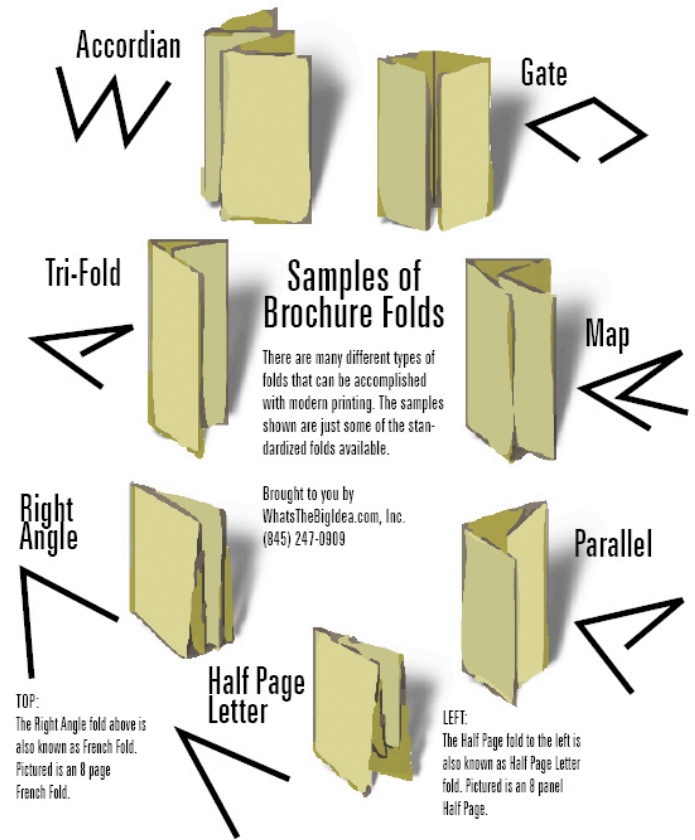 Accordian
Gate
Tri-Fold
Samples of
Brochure Folds
There are many different types of
folds that can be accomplished
with modern printing. The samples
shown are just some of the stan-
dardized folds available.
Brought to you by
WhatsTheBigIdea.com, Inc.
(845) 247-0909
Map
Right
Angle
Parallel
Half Page
Letter
TOP:
The Right Angle fold above is
also known as French Fold.
Pictured is an 8 page
French Fold.
LEFT:
The Half Page fold to the left is
also known as Half Page Letter
fold. Pictured is an 8 panel
Half Page.